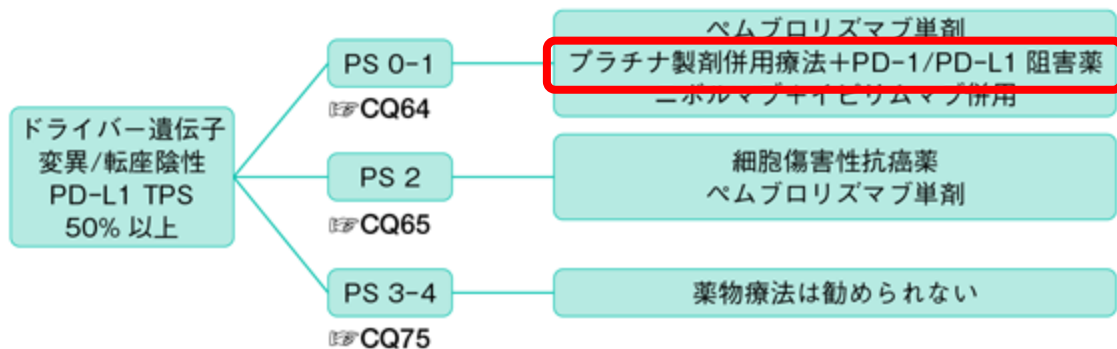 ドライバー遺伝子
変異/転座陰性
PD-L1 TPS
50% 以上
PS 0-1
☞CQ64
ペムブロリズマブ単剤
プラチナ製剤併用療法+PD-1/PD-L1 阻害薬
ニボルマブ+イピリムマブ併用
PS 2
☞CQ65
細胞傷害性抗癌薬
ペムブロリズマブ単剤
PS 3-4
☞CQ75
薬物療法は勧められない